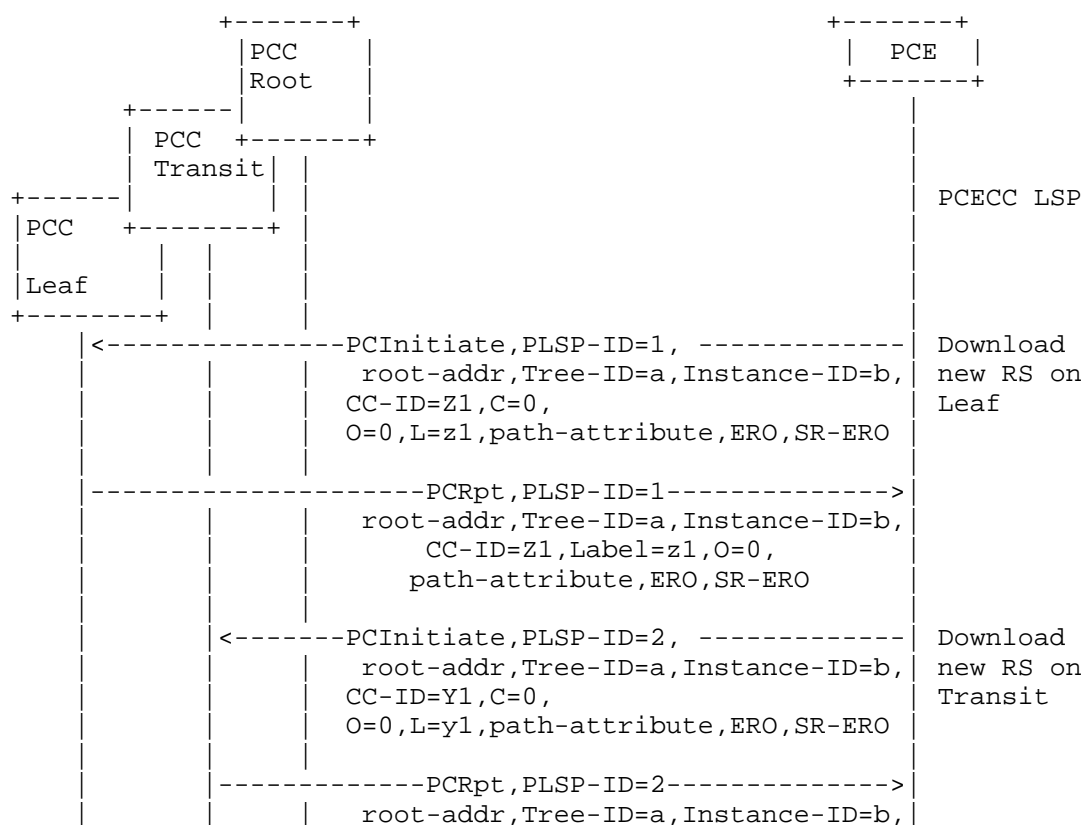 PCC
Root
PCE
PCC
Transit
PCECC LSP
PCC
Leaf
PCInitiate,PLSP-ID=1, Download
root-addr,Tree-ID=a,Instance-ID=b, new RS on
CC-ID=Z1,C=0, Leaf
O=0,L=z1,path-attribute,ERO,SR-ERO
PCRpt,PLSP-ID=1
root-addr,Tree-ID=a,Instance-ID=b,
CC-ID=Z1,Label=z1,O=0,
path-attribute,ERO,SR-ERO
PCInitiate,PLSP-ID=2, Download
root-addr,Tree-ID=a,Instance-ID=b, new RS on
CC-ID=Y1,C=0, Transit
O=0,L=y1,path-attribute,ERO,SR-ERO
PCRpt,PLSP-ID=2
root-addr,Tree-ID=a,Instance-ID=b,